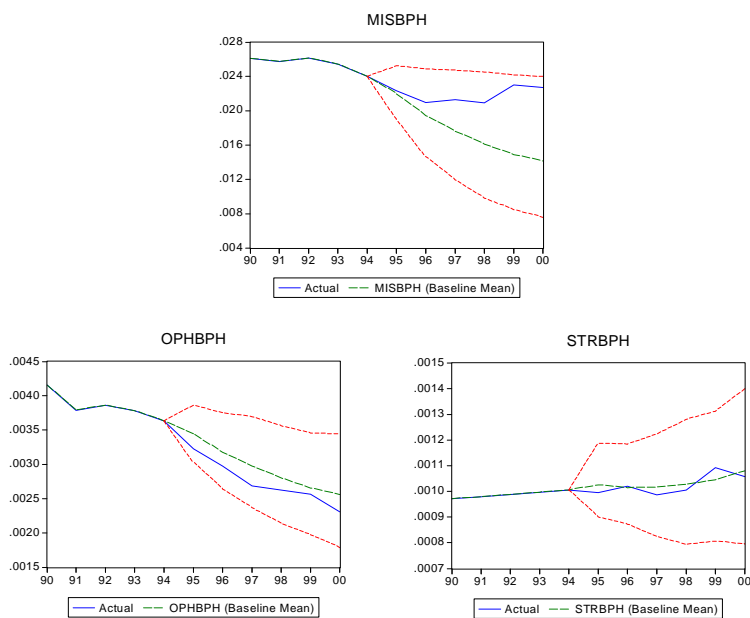 MISBPH
.028
.024
.020
.016
.012
.008
.004
90 91 92 93 94 95 96 97 98 99 00
Actual MISBPH (Baseline Mean)
OPHBPH
.0045
.0040
.0035
.0030
.0025
.0020
.0015
90 91 92 93 94 95 96 97 98 99 00
Actual OPHBPH (Baseline Mean)
STRBPH
.0015
.0014
.0013
.0012
.0011
.0010
.0009
.0008
.0007
90 91 92 93 94 95 96 97 98 99 00
Actual STRBPH (Baseline Mean)